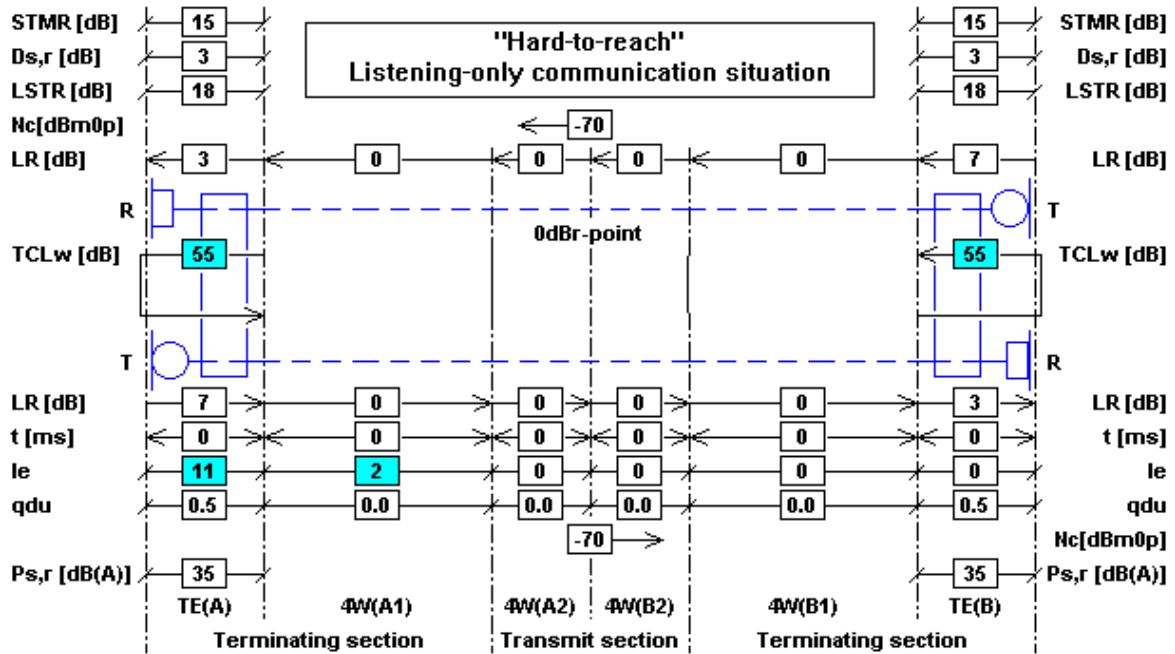 STMR [dB] 15 15 STMR [dB]
"Hard-to-reach"
Ds,r [dB] 3 3 Ds,r [dB]
Listening-only communication situation
LSTR [dB] 18 18 LSTR [dB]
Nc[dBm0p] -70
LR [dB] 3 0 0 0 0 7 LR [dB]
R T
0dBr-point
TCLw [dB] 55 55 TCLw [dB]
T R
LR [dB] 7 0 0 0 0 3 LR [dB]
t [ms] 0 0 0 0 0 0 t [ms]
Ie 11 2 0 0 0 0 Ie
qdu 0.5 0.0 0.0 0.0 0.0 0.5 qdu
-70 Nc[dBm0p]
Ps,r [dB(A)] 35 35 Ps,r [dB(A)]
TE(A) 4W(A1) 4W(A2) 4W(B2) 4W(B1) TE(B)
Terminating section Transmit section Terminating section